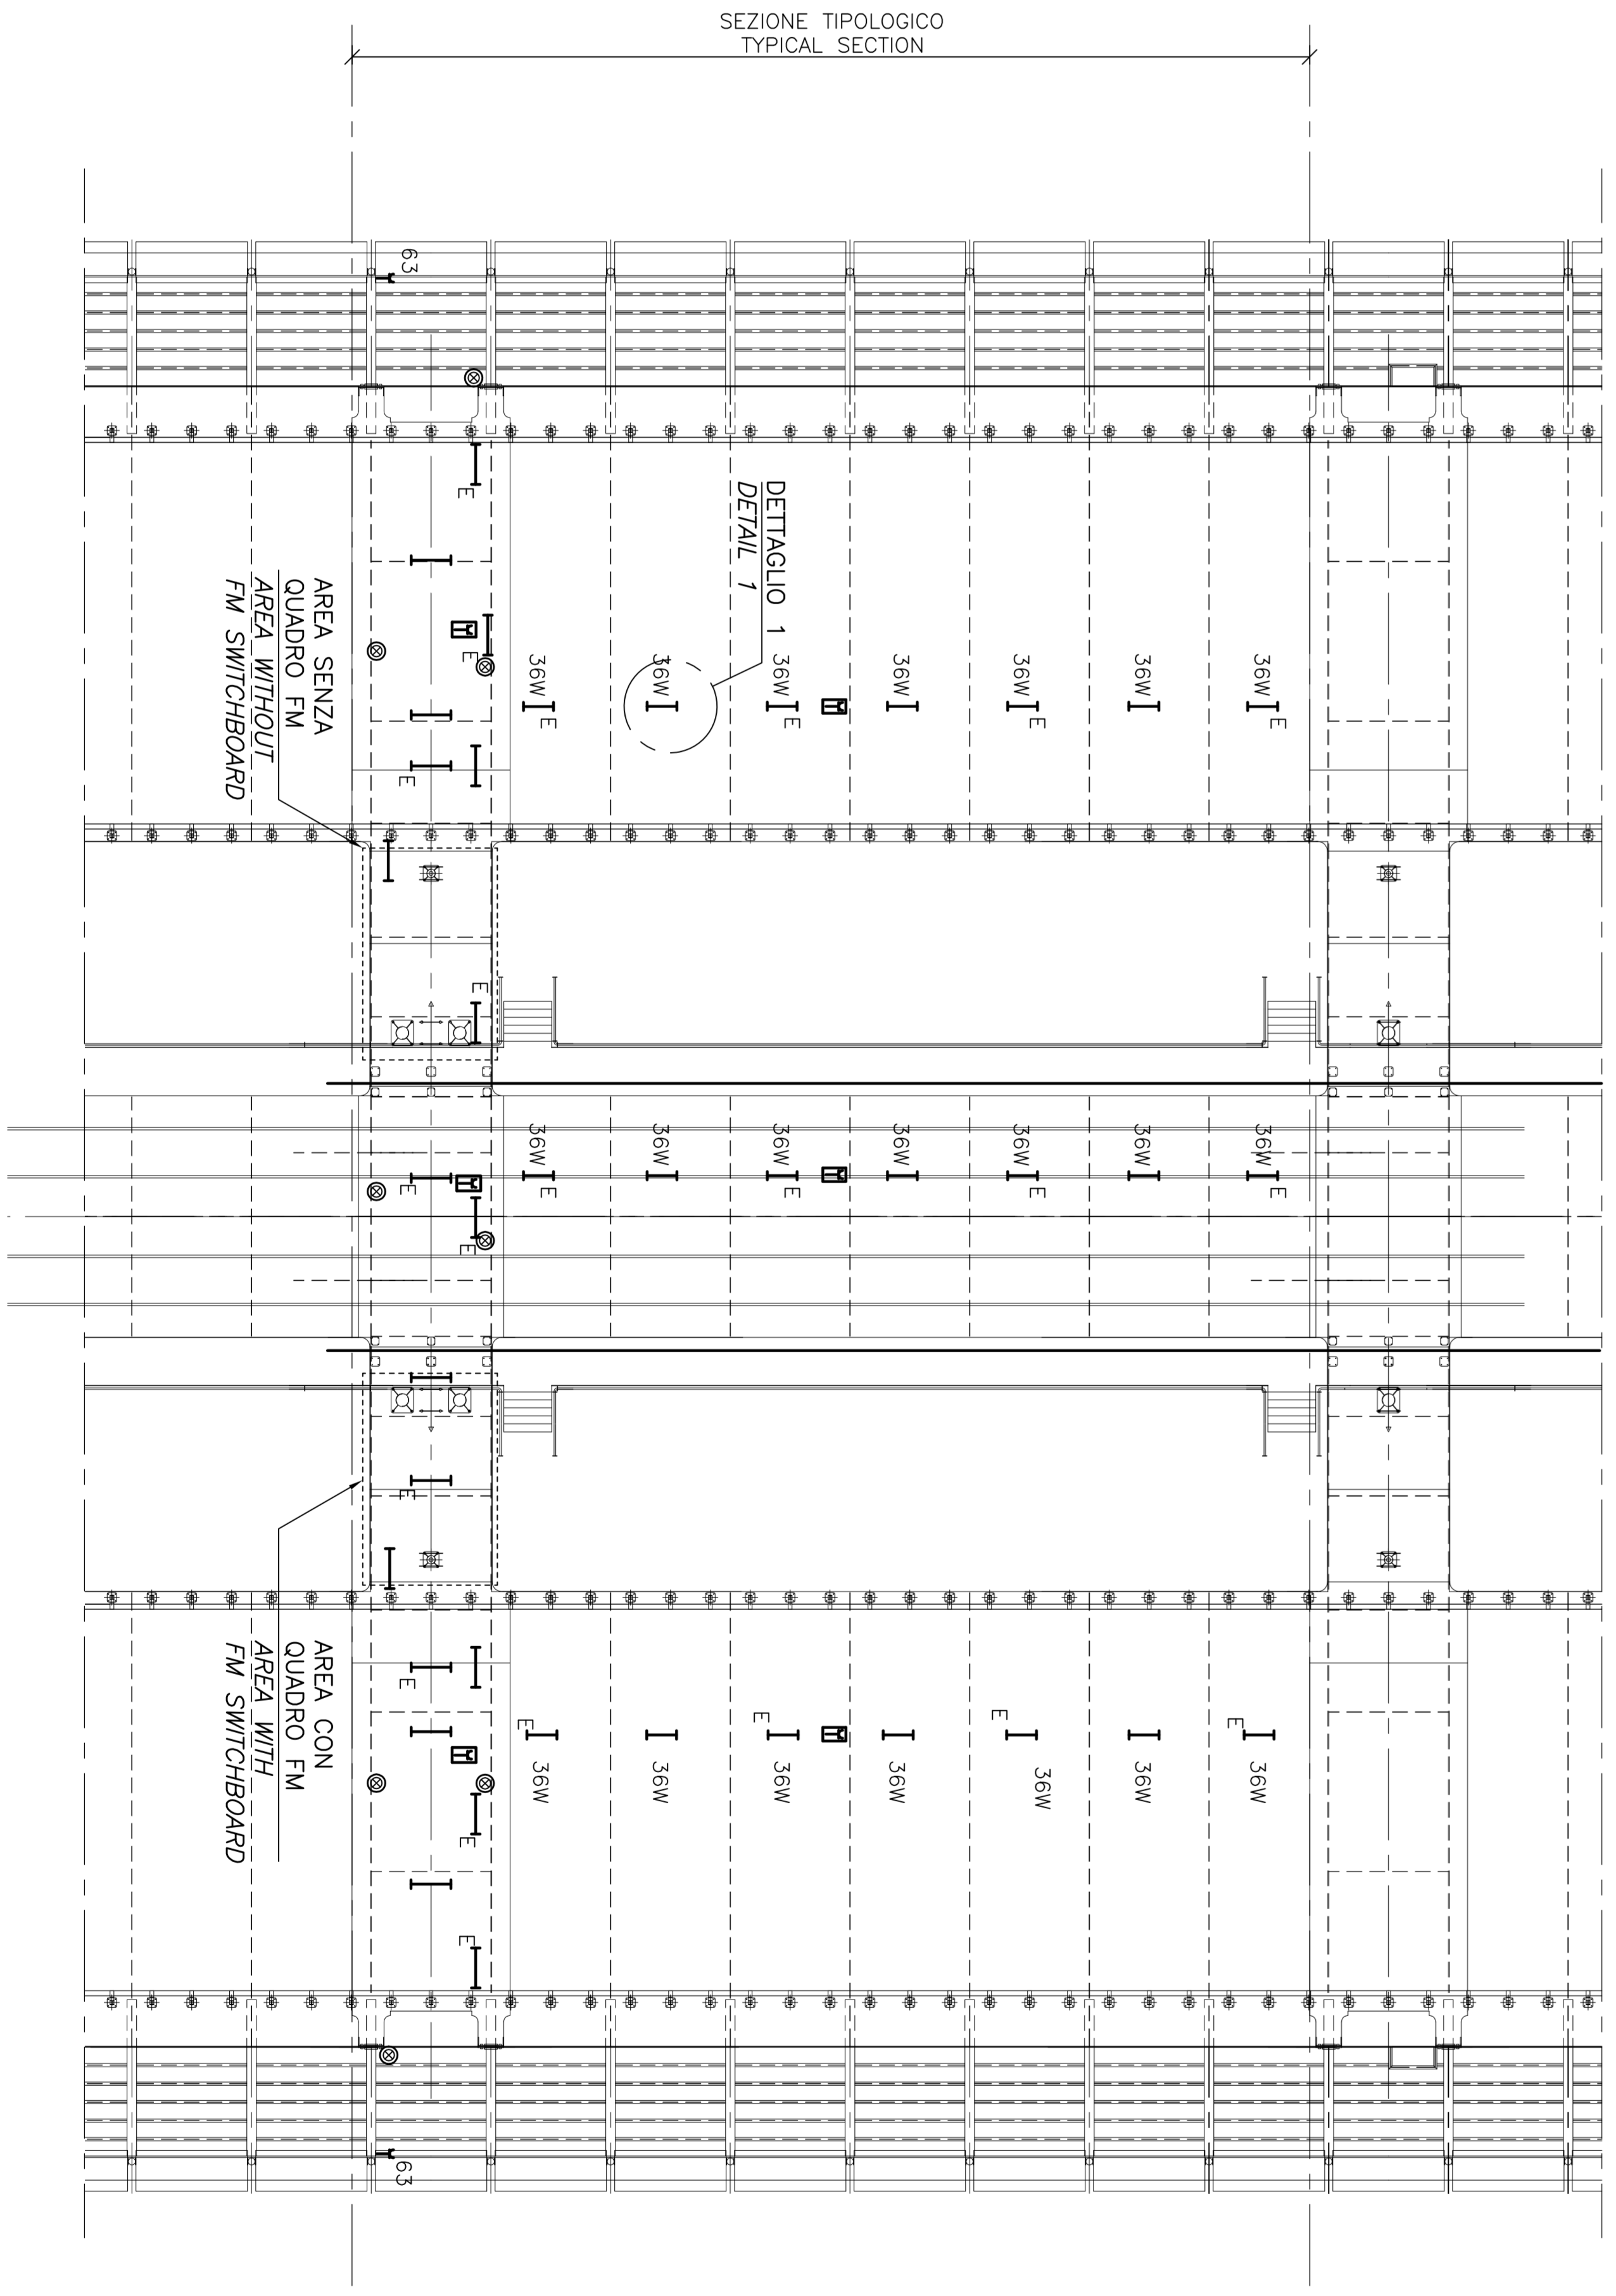 SEZIONE TIPOLOGICO
TYPICAL SECTION
63
E
DETTAGLIO 1
DETAIL 1
AREA SENZA
QUADRO FM
AREA WITHOUT
FM SWITCHBOARD
E
36W
36W
36W
36W
36W
36W
36W
E
E
E
E
E
E
36W
36W
36W
36W
36W
36W
36W
E
E
E
E
E
E
E
AREA CON
QUADRO FM
AREA WITH
FM SWITCHBOARD
E
E
E
E
E
36W
36W
36W
36W
36W
36W
36W
E
E
63